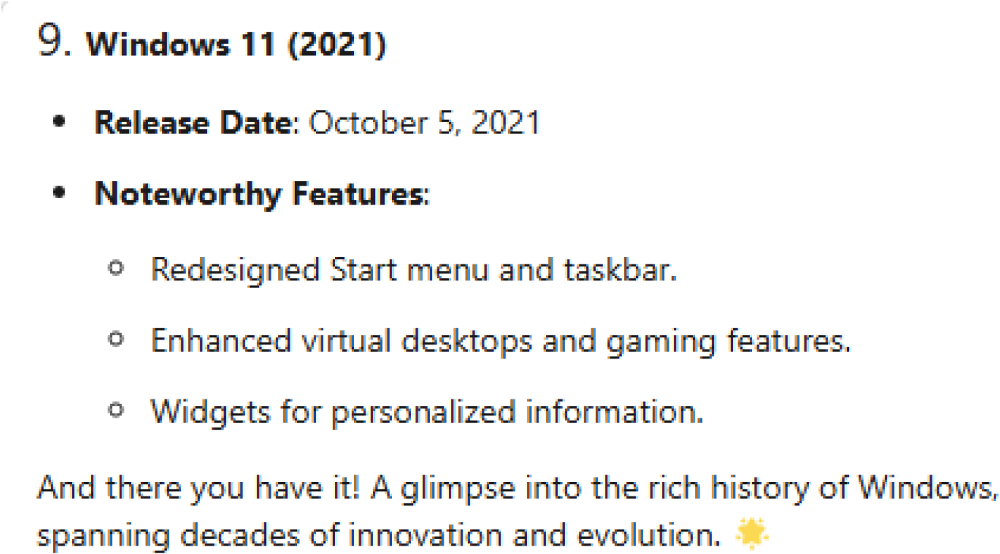 9. Windows 11 (2021)
• Release Date: October 5, 2021
• Noteworthy Features:
○ Redesigned Start menu and taskbar.
○ Enhanced virtual desktops and gaming features.
○ Widgets for personalized information.
And there you have it! A glimpse into the rich history of Windows,
spanning decades of innovation and evolution. 🌟